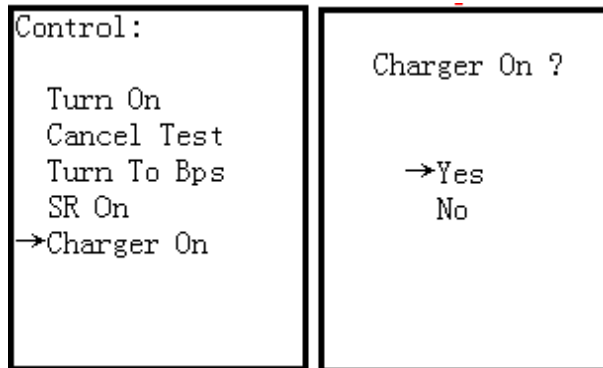 Control:
Turn On
Cancel Test
Turn To Bps
SR On
→Charger On
Charger On ?
→Yes
No